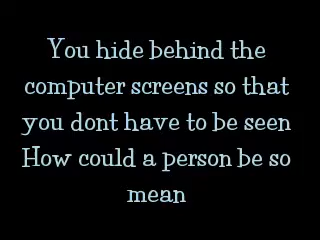 You hide behind the
computer screens so that
you dont have to be seen
How could a person be so
mean